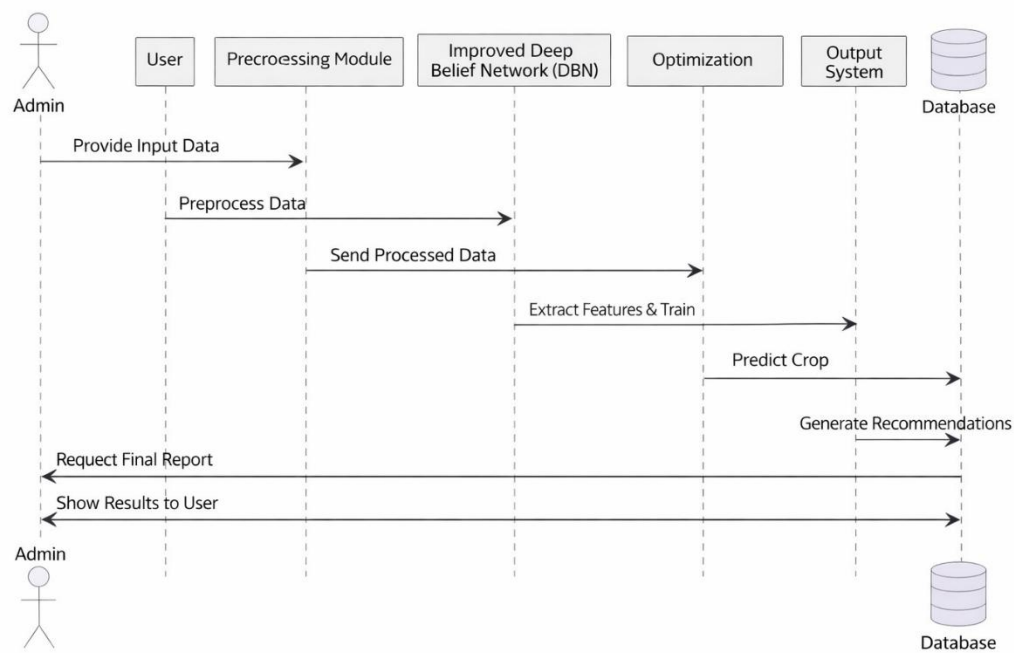 Admin
User
Precroessing Module
Improved Deep
Belief Network (DBN)
Optimization
Output
System
Database
Provide Input Data
Preprocess Data
Send Processed Data
Extract Features & Train
Predict Crop
Generate Recommendations
Requect Final Report
Show Results to User
Admin
Database